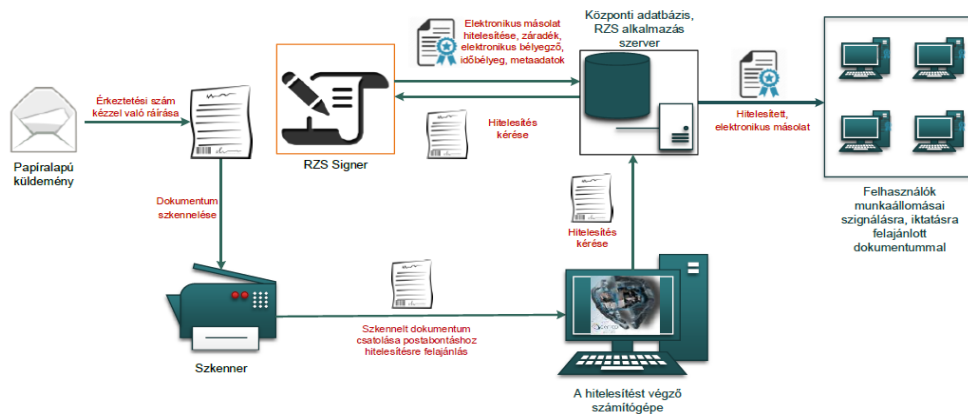 Papíralapú
küldemény
Érkeztetési szám
kézzel való ráírása
Dokumentum
szkennelése
Szkenner
Szkennelt dokumentum
csatolása postabontáshoz
hitelesítésre felajánlás
A hitelesítést végző
számítógépe
Hitelesítés
kérése
Központi adatbázis,
RZS alkalmazás
szerver
Hitelesítés
kérése
RZS Signer
Elektronikus másolat
hitelesítése, záradék,
elektronikus bélyegző,
időbélyeg, metaadatok
Hitelesített,
elektronikus másolat
Felhasználók
munkaállomásai
szignálásra, iktatásra
felajánlott
dokumentummal